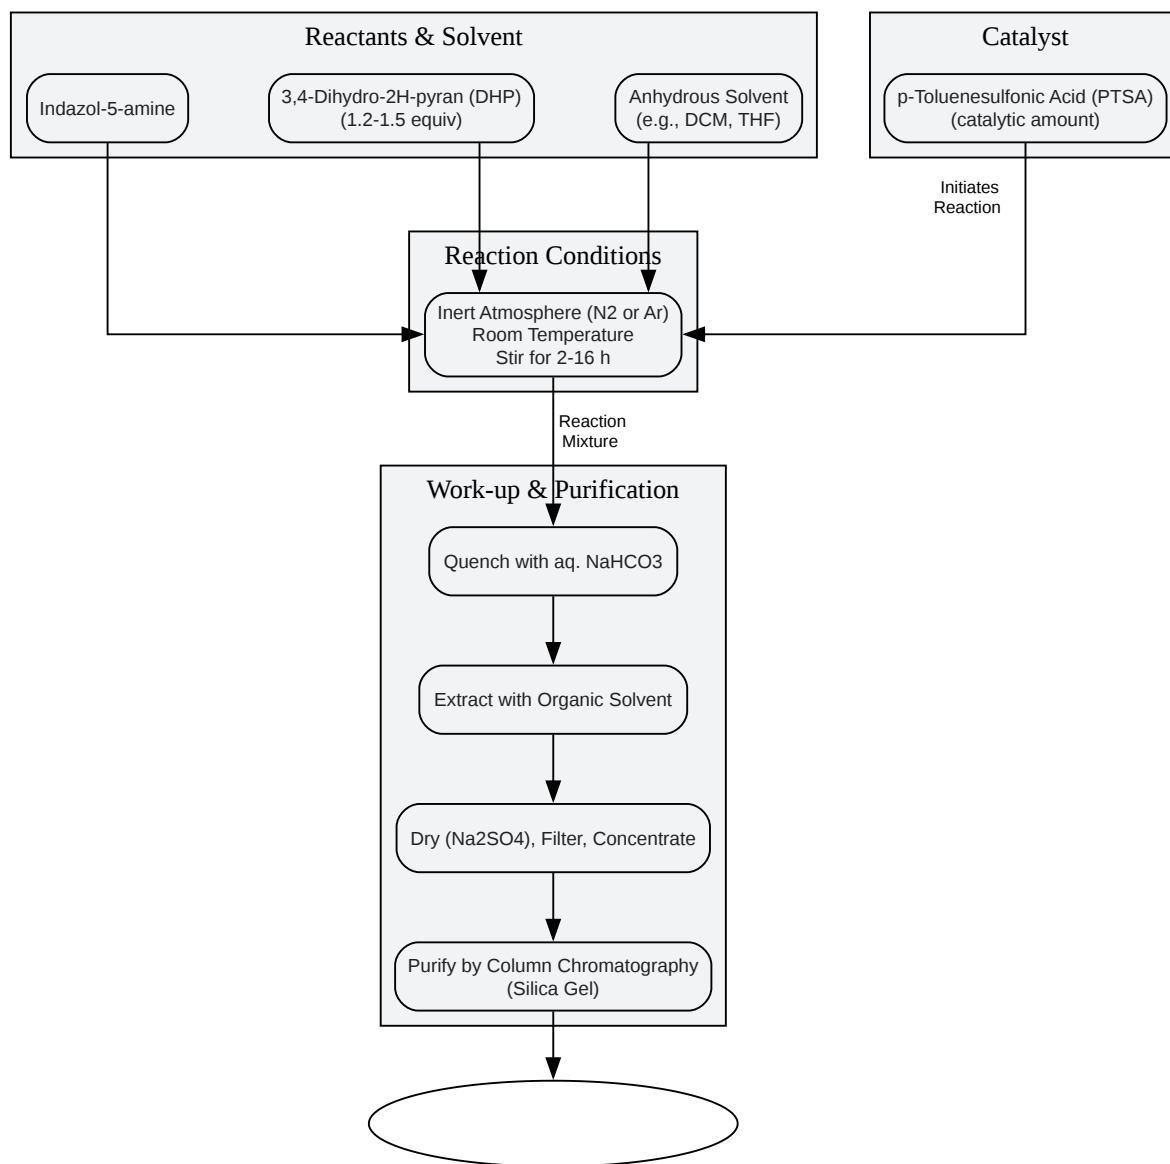 Reactants & Solvent
Catalyst
Indazol-5-amine
3,4-Dihydro-2H-pyran (DHP)
(1.2-1.5 equiv)
Anhydrous Solvent
(e.g., DCM, THF)
p-Toluenesulfonic Acid (PTSA)
(catalytic amount)
Initiates
Reaction
Reaction Conditions
Inert Atmosphere (N2 or Ar)
Room Temperature
Stir for 2-16 h
Reaction
Mixture
Work-up & Purification
Quench with aq. NaHCO3
Extract with Organic Solvent
Dry (Na2SO4), Filter, Concentrate
Purify by Column Chromatography
(Silica Gel)